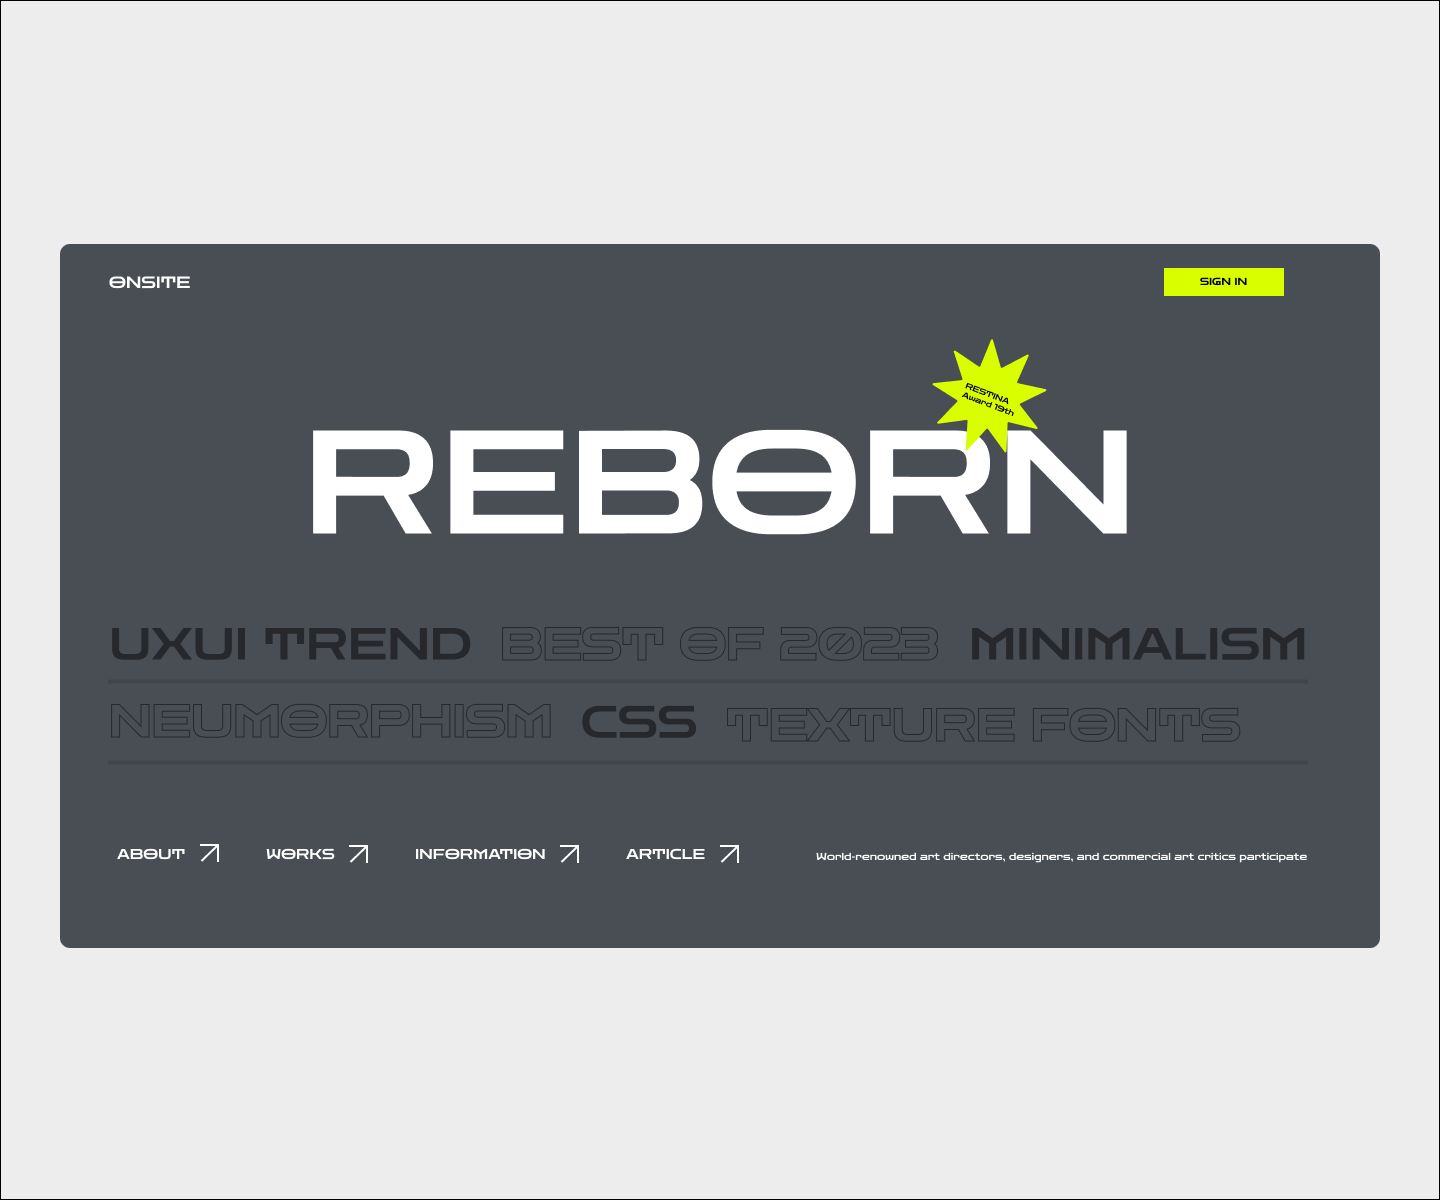 ONSITE
SIGN IN
RESTINA
Award 19th
REBORN
UXUI TREND BEST OF 2023 MINIMALISM
NEUMORPHISM CSS TEXTURE FONTS
ABOUT WORKS INFORMATION ARTICLE World-renowned art directors, designers, and commercial art critics participate